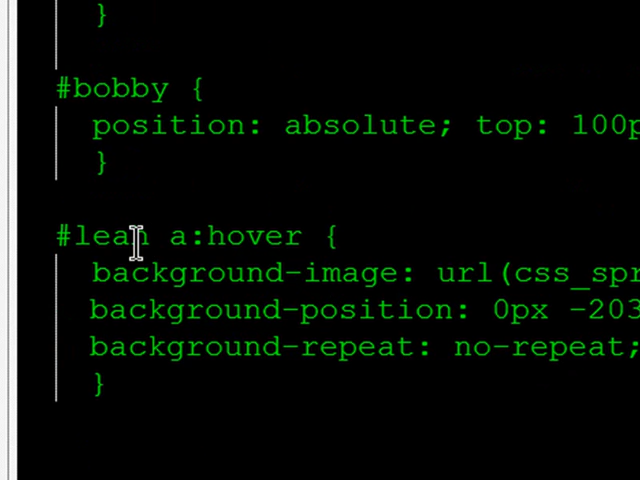 }
#bobby {
position: absolute; top: 100p
}
#lean a:hover {
background-image: url(css_spr
background-position: 0px -203
background-repeat: no-repeat;
}